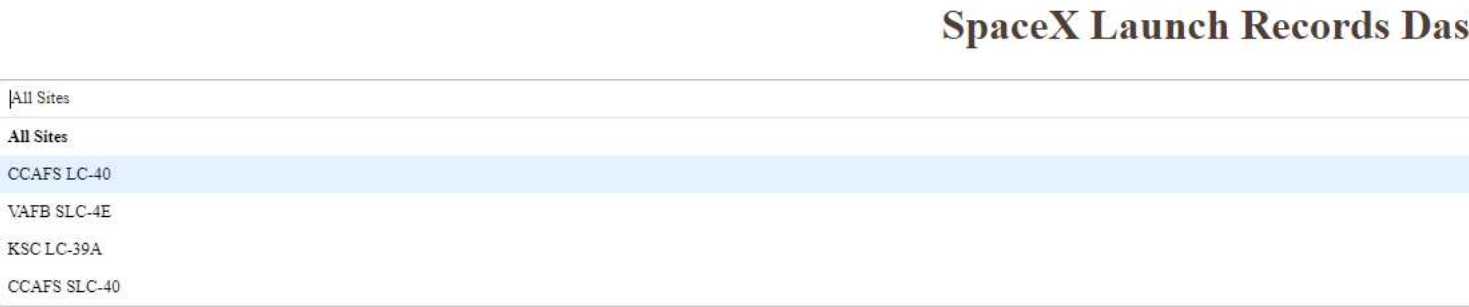 SpaceX Launch Records Das
All Sites
All Sites
CCAFS LC-40
VAFB SLC-4E
KSC LC-39A
CCAFS SLC-40